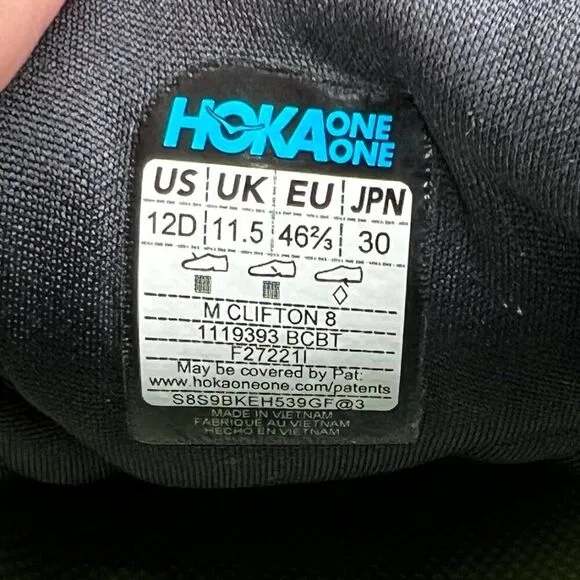 HOKA ONE ONE
US UK EU JPN
12D 11.5 46⅔ 30
M CLIFTON 8
1119393 BCBT
F27221I
May be covered by Pat:
www.hokaoneone.com/patents
S8S9BKEH539GF@3
MADE IN VIETNAM
FABRIQUE AU VIETNAM
HECHO EN VIETNAM